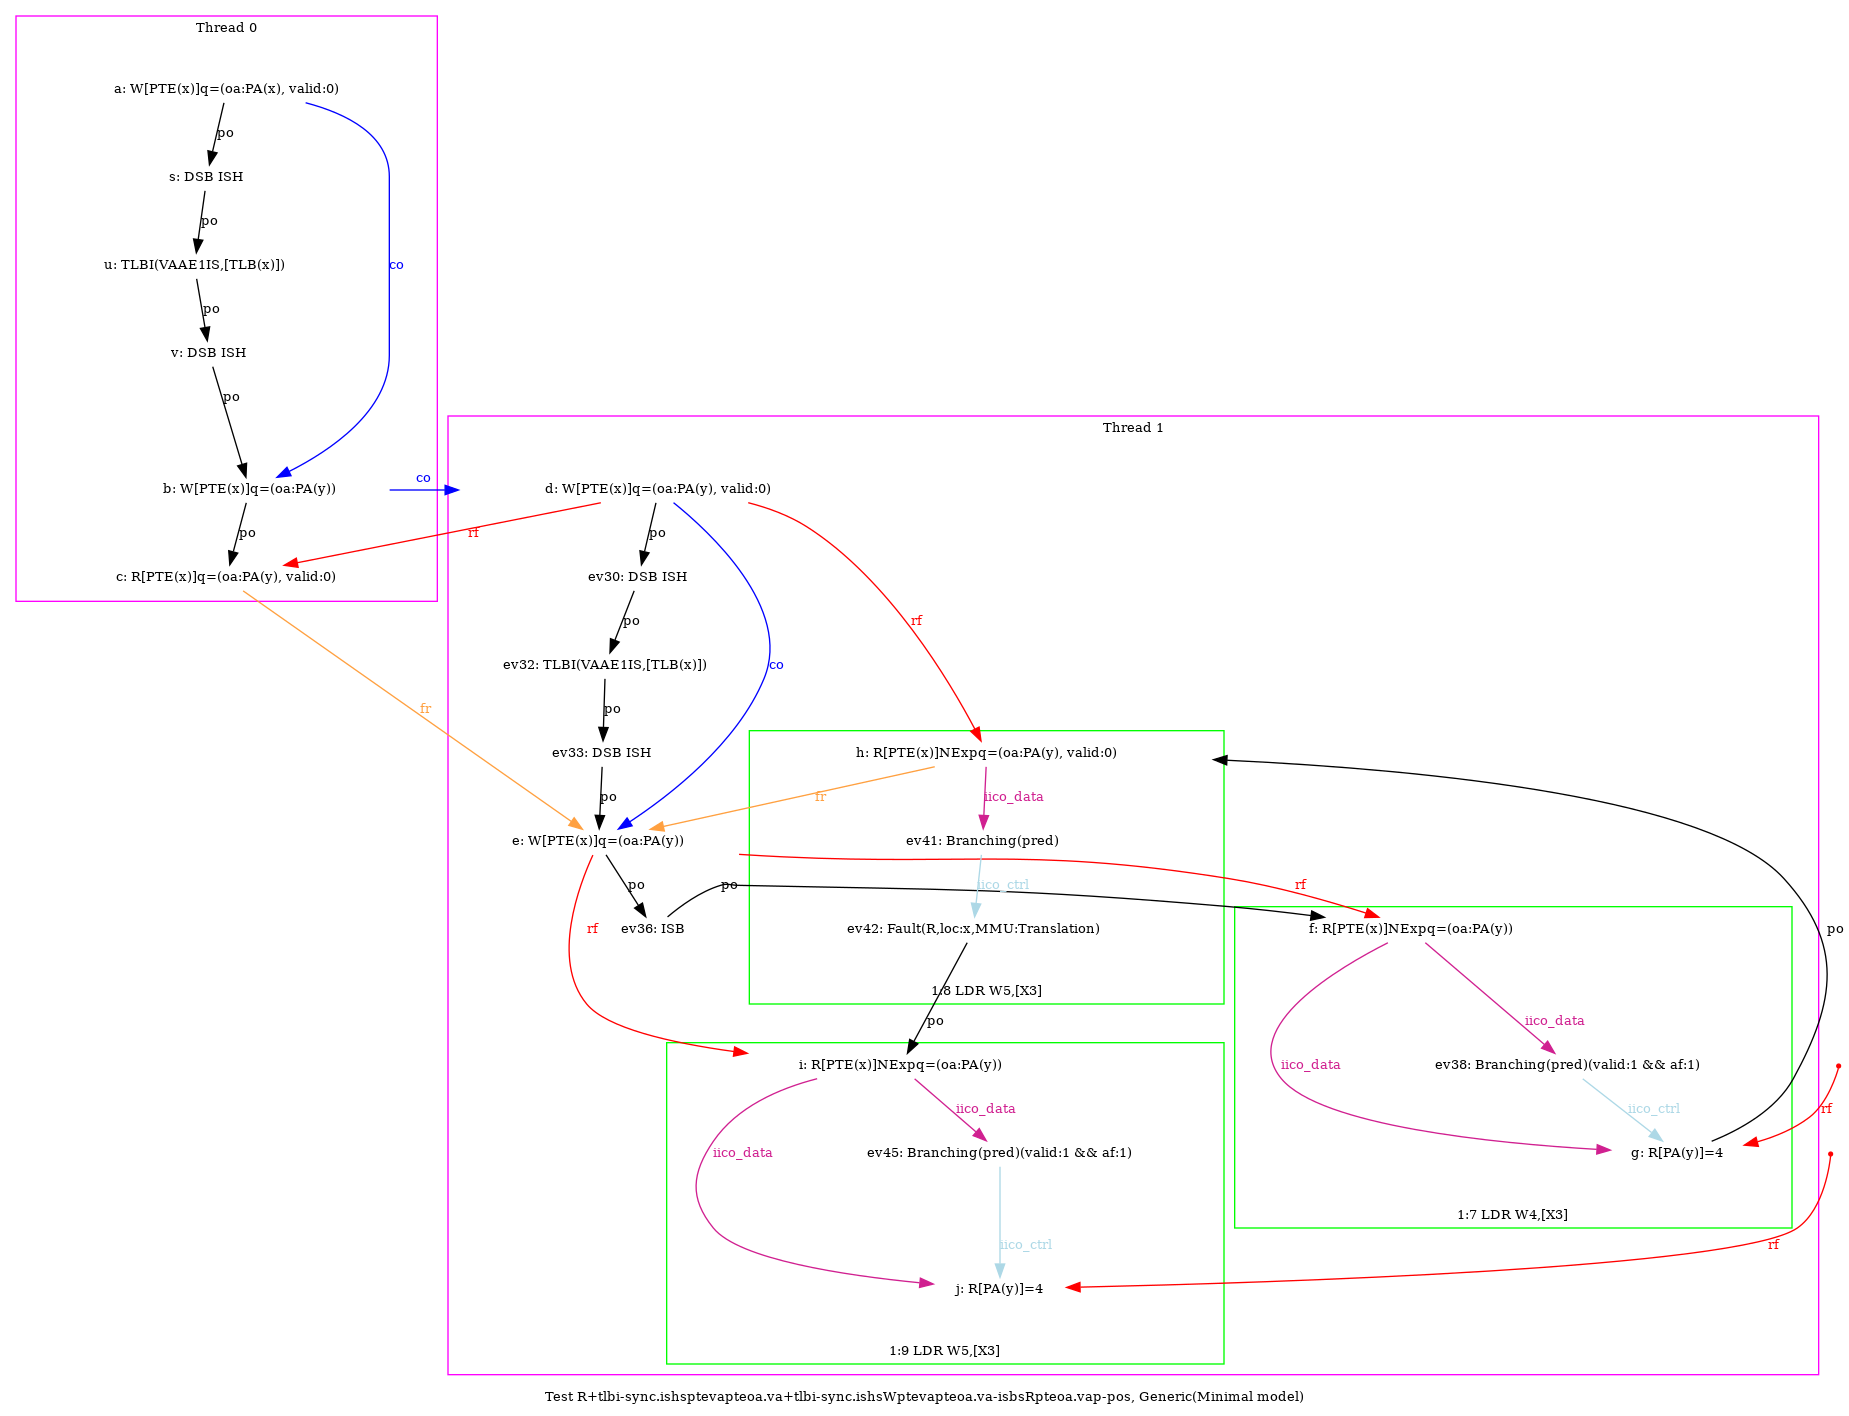 Thread 0
a: W[PTE(x)]q=(oa:PA(x), valid:0)
po
s: DSB ISH
po
u: TLBI(VAAE1IS,[TLB(x)])
co
po
v: DSB ISH
po
b: W[PTE(x)]q=(oa:PA(y))
co
po
c: R[PTE(x)]q=(oa:PA(y), valid:0)
Thread 1
d: W[PTE(x)]q=(oa:PA(y), valid:0)
rf
po
ev30: DSB ISH
po
rf
ev32: TLBI(VAAE1IS,[TLB(x)])
co
fr
po
ev33: DSB ISH
h: R[PTE(x)]NExpq=(oa:PA(y), valid:0)
po
fr
iico_data
e: W[PTE(x)]q=(oa:PA(y))
ev41: Branching(pred)
po
po
iico_ctrl
rf
rf
ev36: ISB
ev42: Fault(R,loc:x,MMU:Translation)
f: R[PTE(x)]NExpq=(oa:PA(y))
po
1:8 LDR W5,[X3]
po
iico_data
i: R[PTE(x)]NExpq=(oa:PA(y))
iico_data
ev38: Branching(pred)(valid:1 && af:1)
iico_data
iico_ctrl
rf
iico_data
ev45: Branching(pred)(valid:1 && af:1)
g: R[PA(y)]=4
1:7 LDR W4,[X3]
iico_ctrl
rf
j: R[PA(y)]=4
1:9 LDR W5,[X3]
Test R+tlbi-sync.ishsptevapteoa.va+tlbi-sync.ishsWptevapteoa.va-isbsRpteoa.vap-pos, Generic(Minimal model)